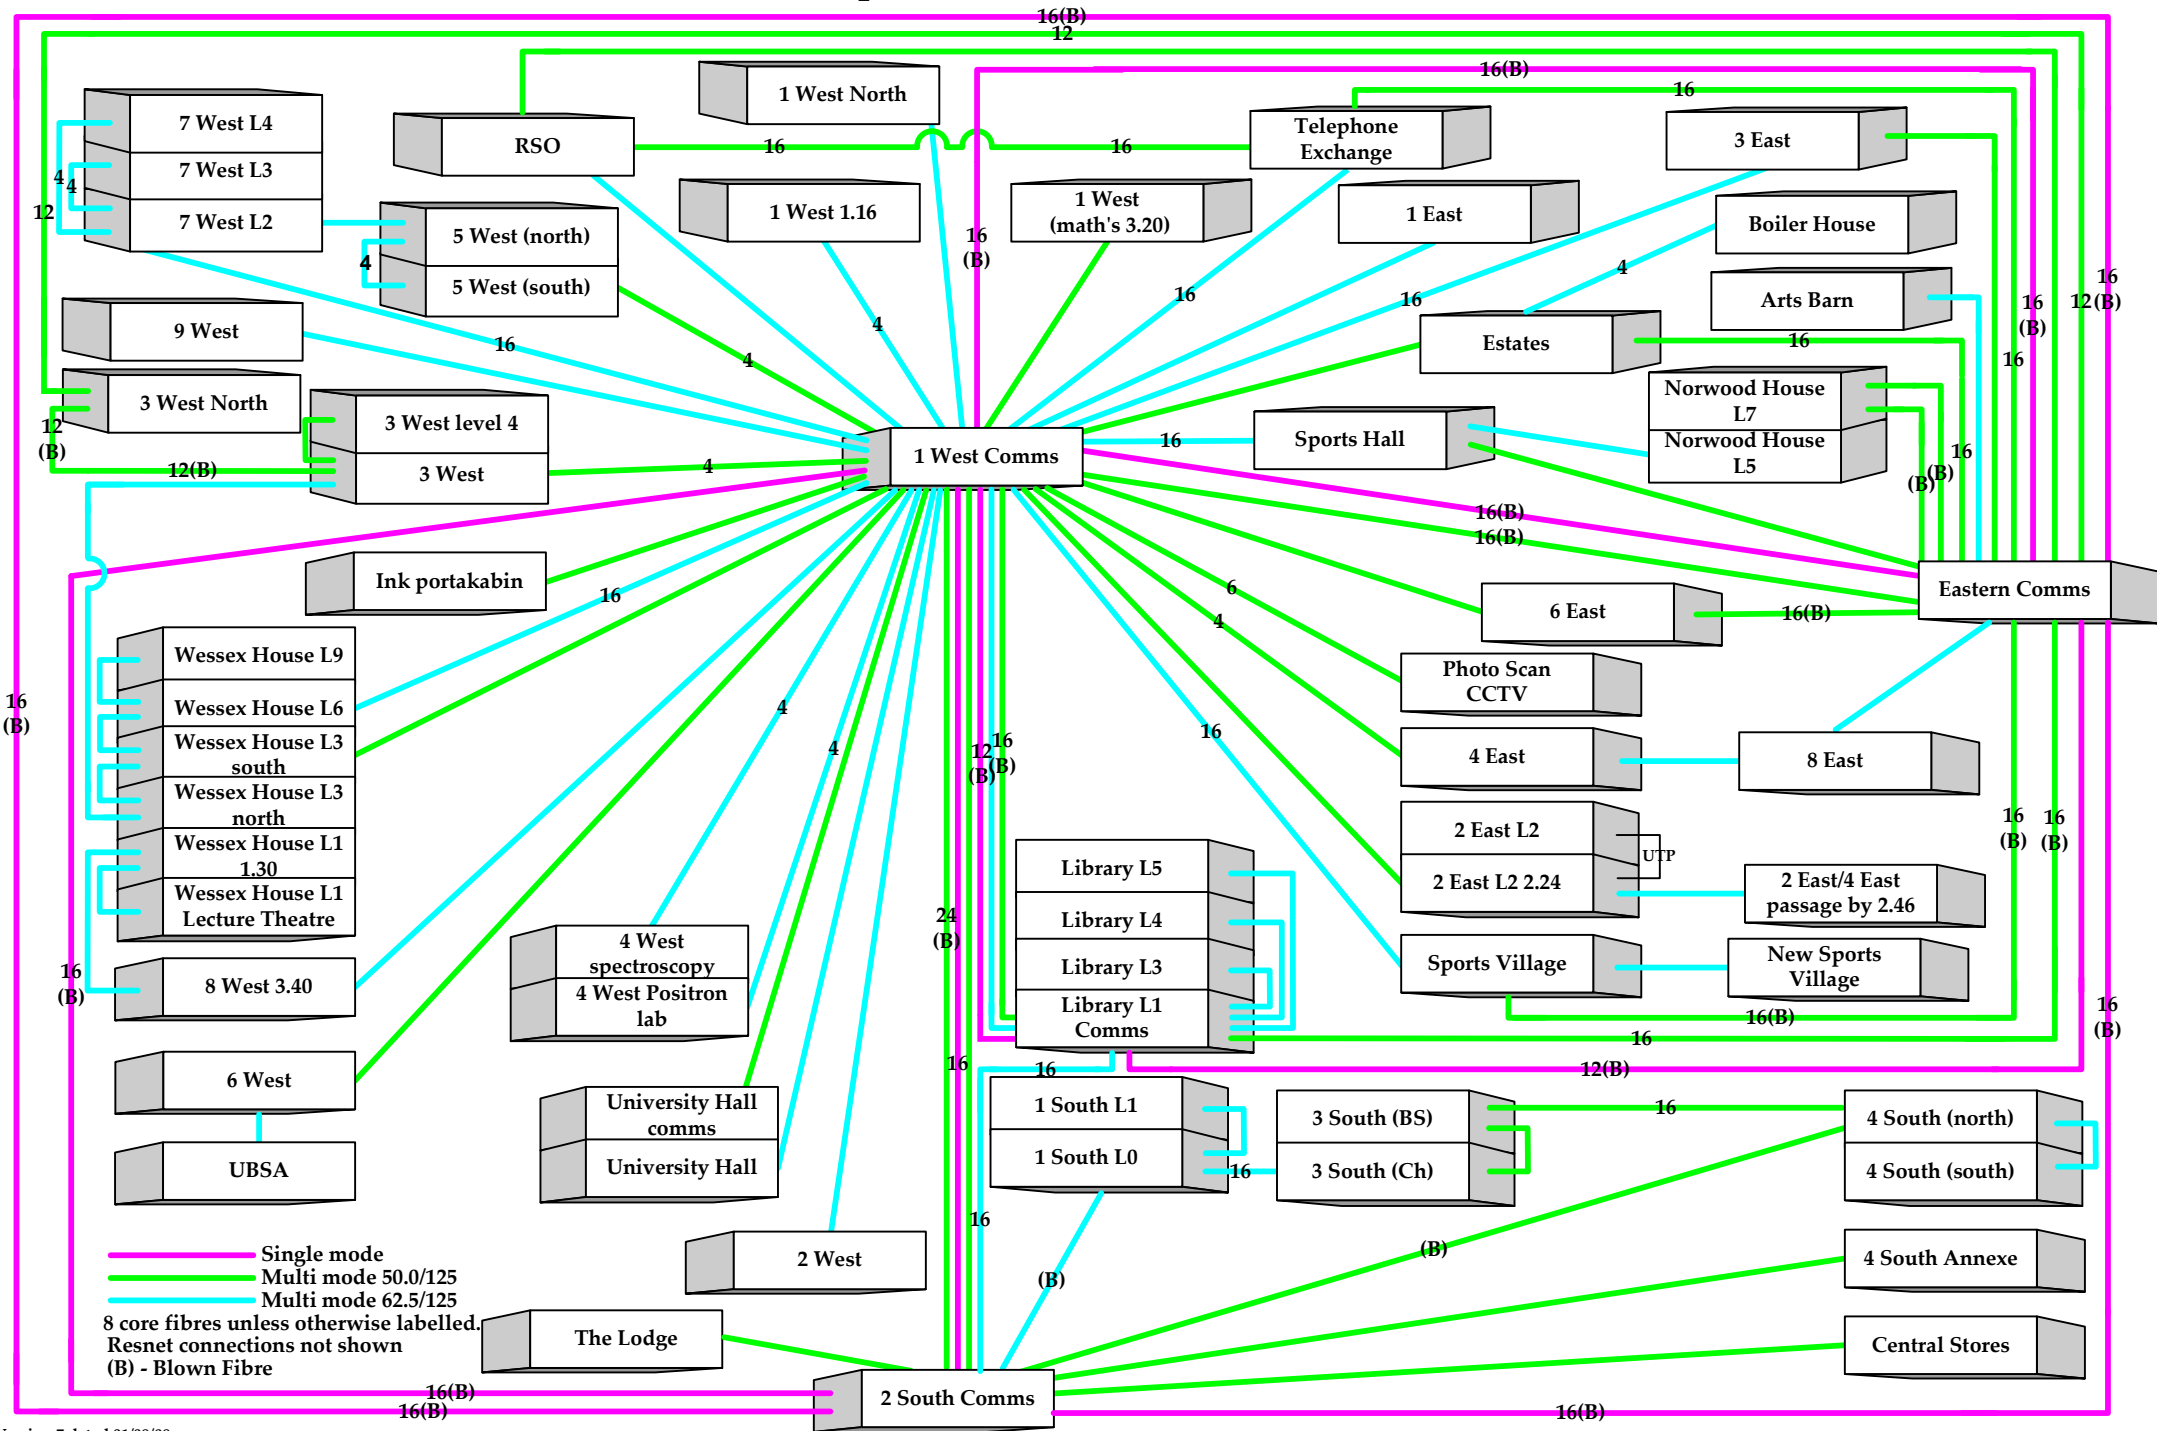 16(B)
12
16(B)
16
1 West North
7 West L4
7 West L3
7 West L2
4
4
12
RSO
16
16
Telephone
Exchange
3 East
1 West 1.16
1 West
(math's 3.20)
1 East
Boiler House
5 West (north)
5 West (south)
4
16
(B)
4
16
16
Arts Barn
16
(B)
12
16
(B)
9 West
16
4
4
Estates
16
16
3 West North
12
(B)
12(B)
3 West level 4
3 West
4
1 West Comms
16
Sports Hall
Norwood House
L7
Norwood House
L5
16
(B)
(B)
16(B)
16(B)
Ink portakabin
16
6
4
6 East
16(B)
Eastern Comms
Wessex House L9
Wessex House L6
Wessex House L3
south
Wessex House L3
north
Wessex House L1
1.30
Wessex House L1
Lecture Theatre
16
(B)
4
4
12
(B)
16
(B)
16
Photo Scan
CCTV
4 East
8 East
2 East L2
2 East L2 2.24
UTP
2 East/4 East
passage by 2.46
16
(B)
16
(B)
Library L5
Library L4
Library L3
Library L1
Comms
24
(B)
4 West
spectroscopy
4 West Positron
lab
8 West 3.40
16
(B)
Sports Village
New Sports
Village
16(B)
16
16
(B)
16
16
12(B)
6 West
UBSA
University Hall
comms
University Hall
1 South L1
1 South L0
16
3 South (BS)
3 South (Ch)
16
4 South (north)
4 South (south)
16
(B)
(B)
2 West
4 South Annexe
Single mode
Multi mode 50.0/125
Multi mode 62.5/125
8 core fibres unless otherwise labelled.
Resnet connections not shown
(B) - Blown Fibre
The Lodge
Central Stores
2 South Comms
16(B)
16(B)
16(B)